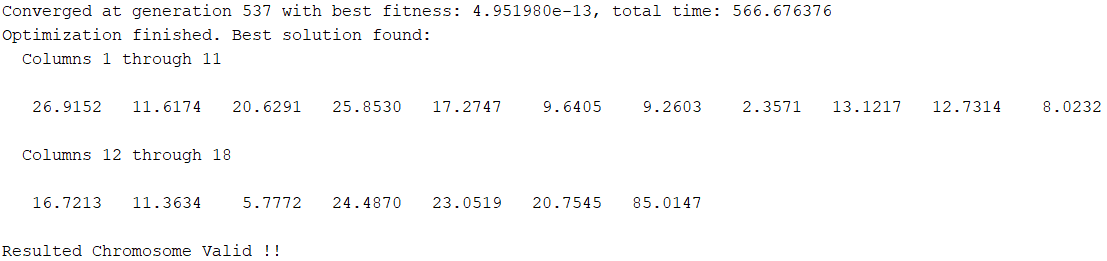 Converged at generation 537 with best fitness: 4.951980e-13, total time: 566.676376
Optimization finished. Best solution found:
Columns 1 through 11
26.9152 11.6174 20.6291 25.8530 17.2747 9.6405 9.2603 2.3571 13.1217 12.7314 8.0232
Columns 12 through 18
16.7213 11.3634 5.7772 24.4870 23.0519 20.7545 85.0147
Resulted Chromosome Valid !!